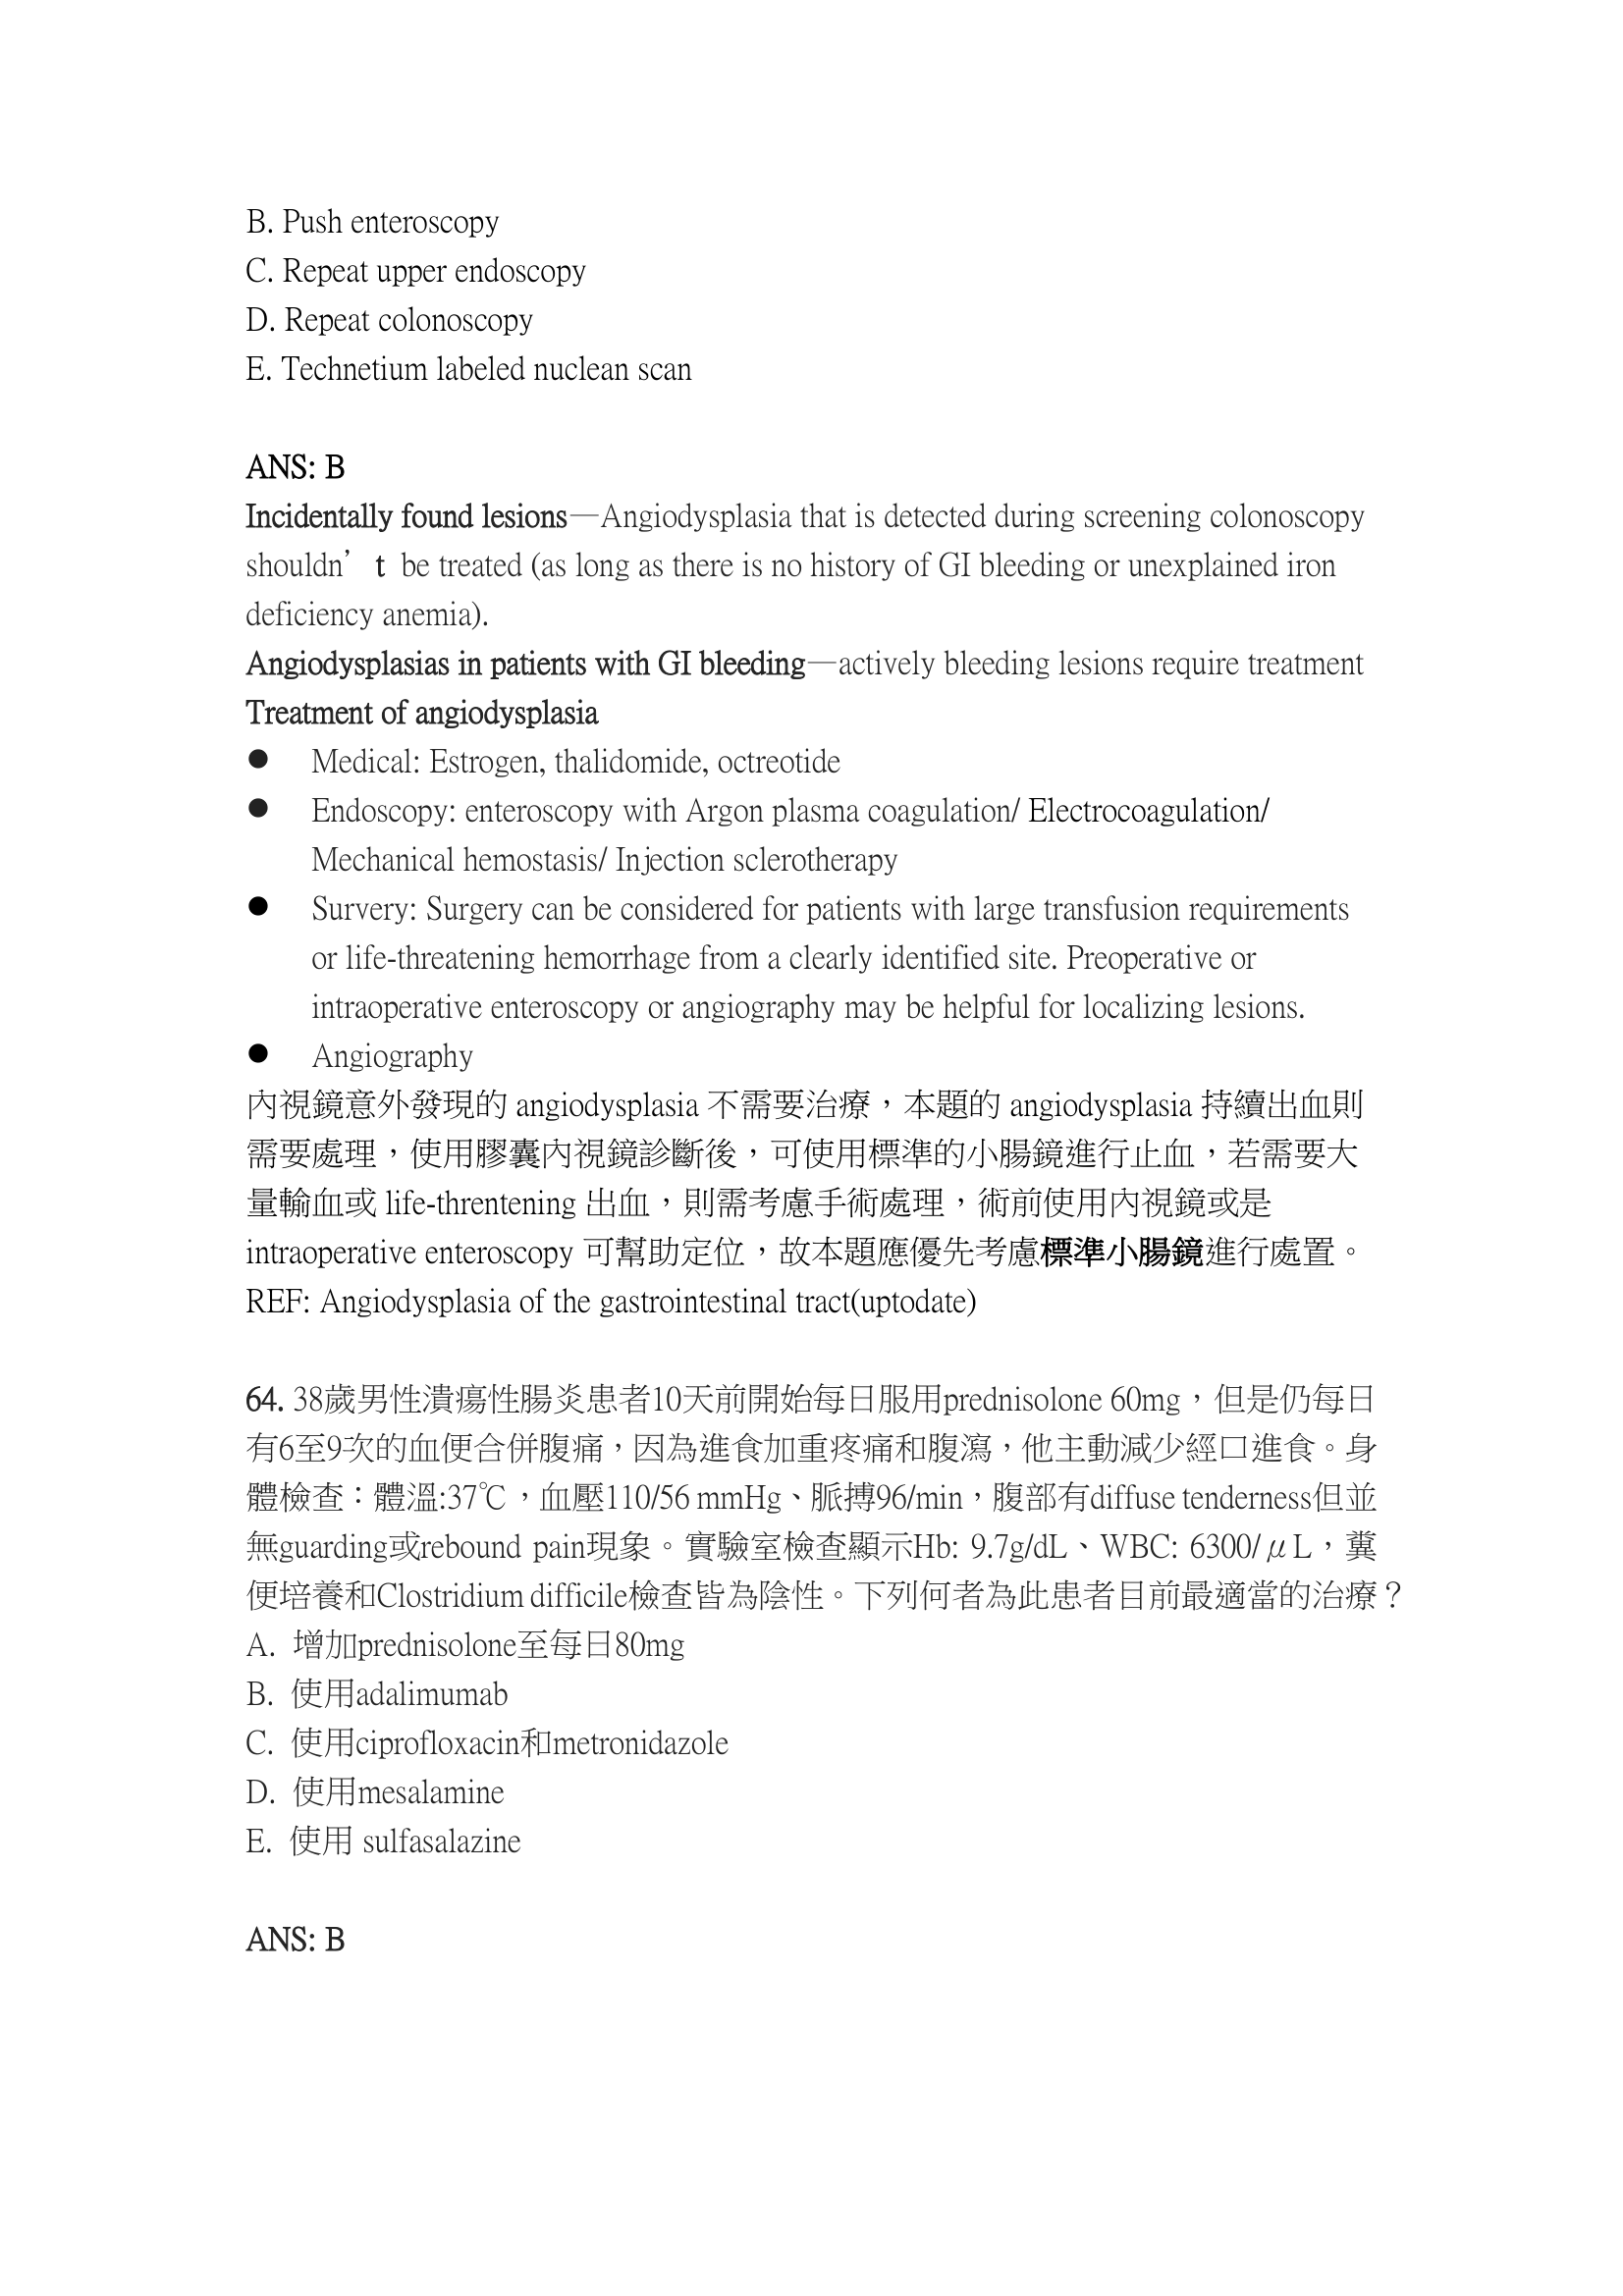 B. Push enteroscopy
C. Repeat upper endoscopy
D. Repeat colonoscopy
E. Technetium labeled nuclean scan
ANS: B
Incidentally found lesions—Angiodysplasia that is detected during screening colonoscopy
shouldn’t be treated (as long as there is no history of GI bleeding or unexplained iron
deficiency anemia).
Angiodysplasias in patients with GI bleeding—actively bleeding lesions require treatment
Treatment of angiodysplasia
● Medical: Estrogen, thalidomide, octreotide
● Endoscopy: enteroscopy with Argon plasma coagulation/ Electrocoagulation/
Mechanical hemostasis/ Injection sclerotherapy
● Survery: Surgery can be considered for patients with large transfusion requirements
or life-threatening hemorrhage from a clearly identified site. Preoperative or
intraoperative enteroscopy or angiography may be helpful for localizing lesions.
● Angiography
內視鏡意外發現的 angiodysplasia 不需要治療，本題的 angiodysplasia 持續出血則
需要處理，使用膠囊內視鏡診斷後，可使用標準的小腸鏡進行止血，若需要大
量輸血或 life-threntening 出血，則需考慮手術處理，術前使用內視鏡或是
intraoperative enteroscopy 可幫助定位，故本題應優先考慮標準小腸鏡進行處置。
REF: Angiodysplasia of the gastrointestinal tract(uptodate)
64. 38歲男性潰瘍性腸炎患者10天前開始每日服用prednisolone 60mg，但是仍每日
有6至9次的血便合併腹痛，因為進食加重疼痛和腹瀉，他主動減少經口進食。身
體檢查：體溫:37℃，血壓110/56 mmHg、脈搏96/min，腹部有diffuse tenderness但並
無guarding或rebound pain現象。實驗室檢查顯示Hb: 9.7g/dL、WBC: 6300/μL，糞
便培養和Clostridium difficile檢查皆為陰性。下列何者為此患者目前最適當的治療？
A. 增加prednisolone至每日80mg
B. 使用adalimumab
C. 使用ciprofloxacin和metronidazole
D. 使用mesalamine
E. 使用 sulfasalazine
ANS: B